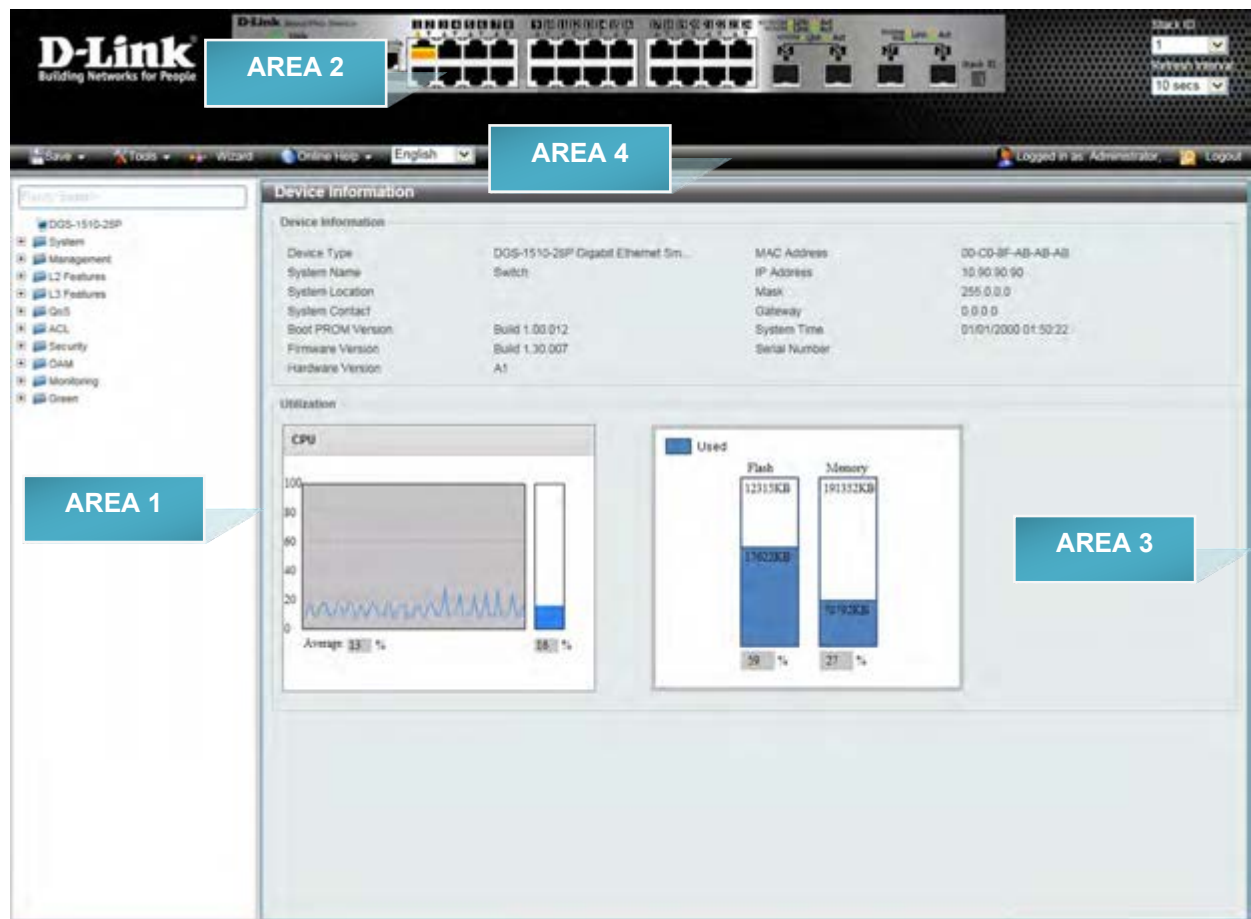 D-Link
Building Networks for People
D-Link
AREA 2
Stack ID
1
Refresh Interval
10 secs
Save
Tools
Wizard
Online Help
English
AREA 4
Logged in as: Administrator,
Logout
DGS-1510-28P
System
Management
L2 Features
L3 Features
QoS
ACL
Security
OAM
Monitoring
Green
AREA 1
Device Information
Device Information
Device Type DGS-1510-28P Gigabit Ethernet Sm... MAC Address 00-C0-8F-AB-AB-AB
System Name Switch IP Address 10.90.90.90
System Location Mask 255.0.0.0
System Contact Gateway 0.0.0.0
Boot PROM Version Build 1.00.012 System Time 01/01/2000 01:50:22
Firmware Version Build 1.30.007 Serial Number
Hardware Version A1
Utilization
CPU
100
80
60
40
20
0
Average 13 % 16 %
Used
Flash Memory
12315KB 191332KB
17622KB
59 % 27 %
AREA 3